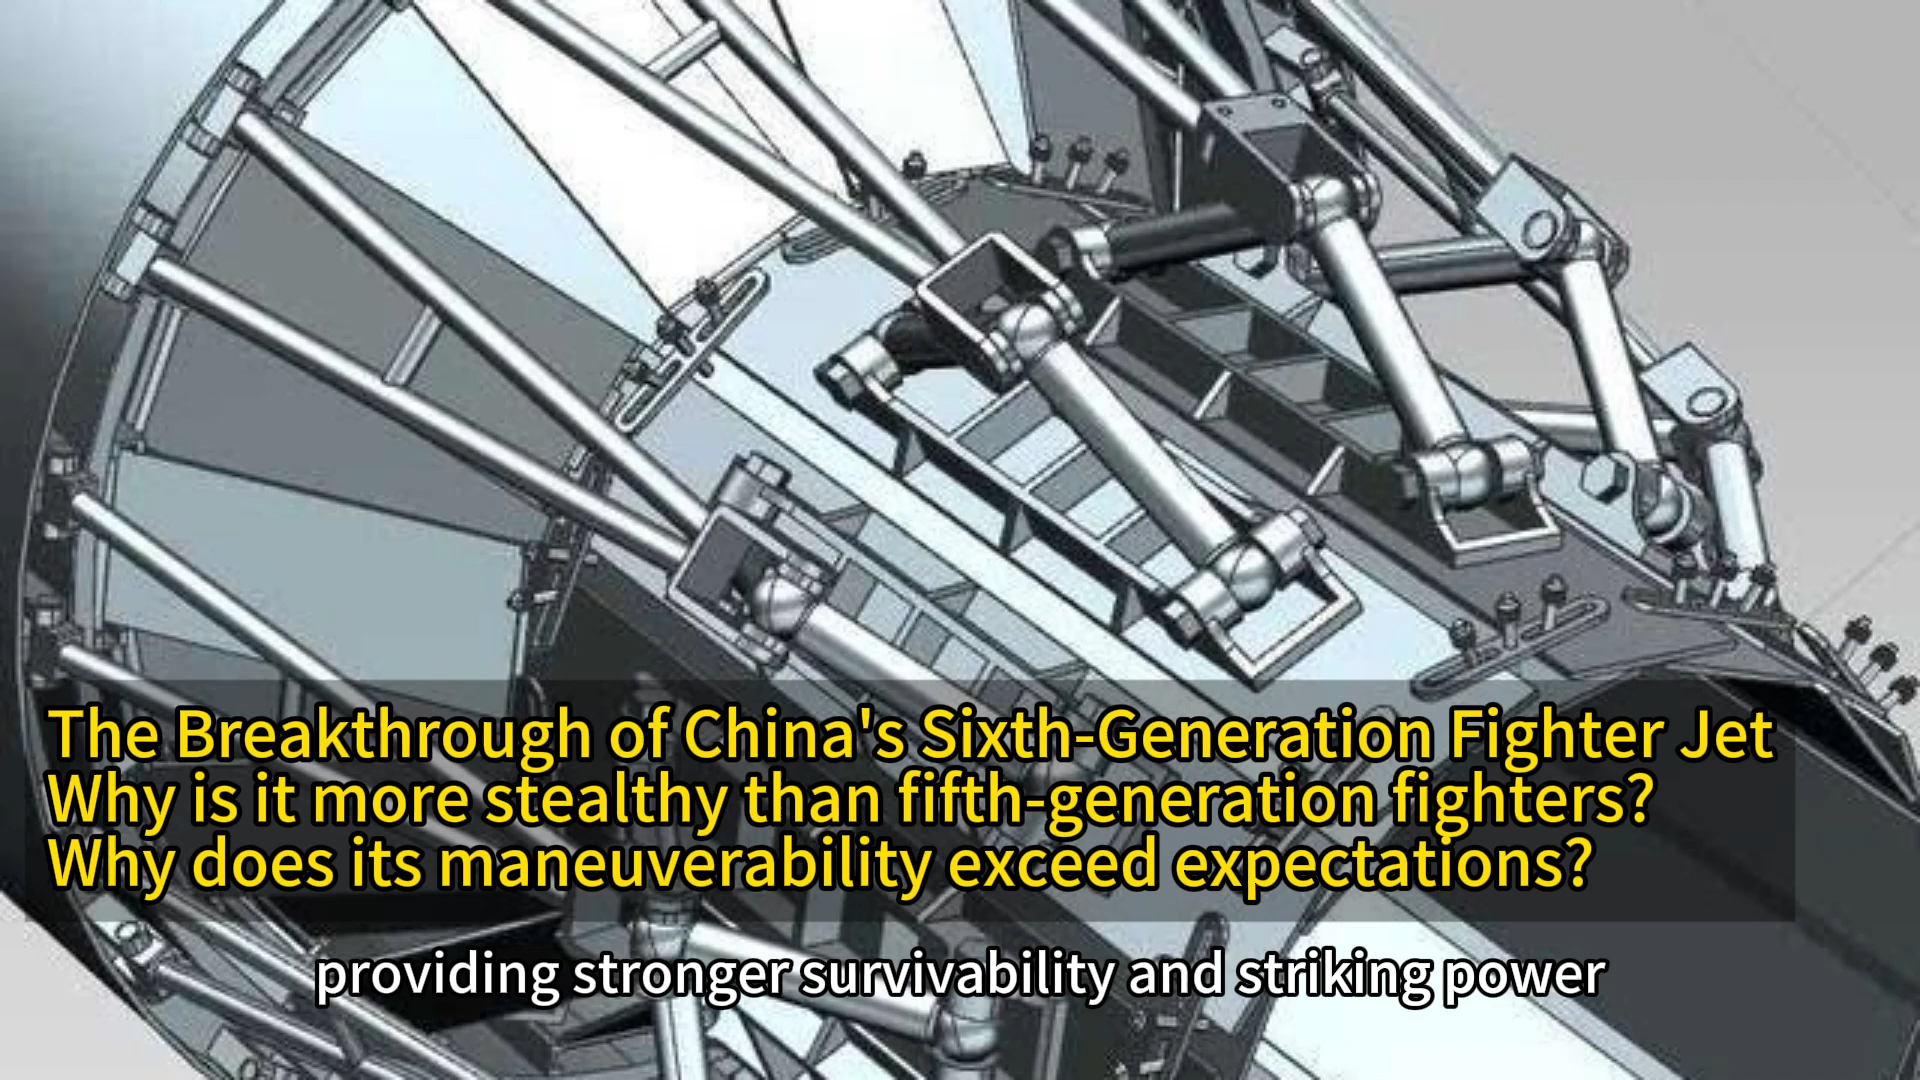 The Breakthrough of China's Sixth-Generation Fighter Jet
Why is it more stealthy than fifth-generation fighters?
Why does its maneuverability exceed expectations?
providing stronger survivability and striking power